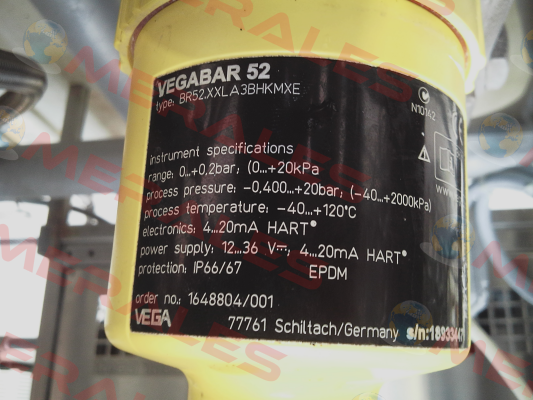 VEGABAR 52
type: BR52.XXLA3BHKMXE
N10142
instrument specifications
range: 0...+0,2bar; (0...+20kPa
process pressure: -0,400...+20bar; (-40...+2000kPa)
process temperature: -40...+120°C
electronics: 4...20mA HART®
power supply: 12...36 V⎓; 4...20mA HART®
protection: IP66/67 EPDM
order no.: 1648804/001
VEGA 77761 Schiltach/Germany
MERALES